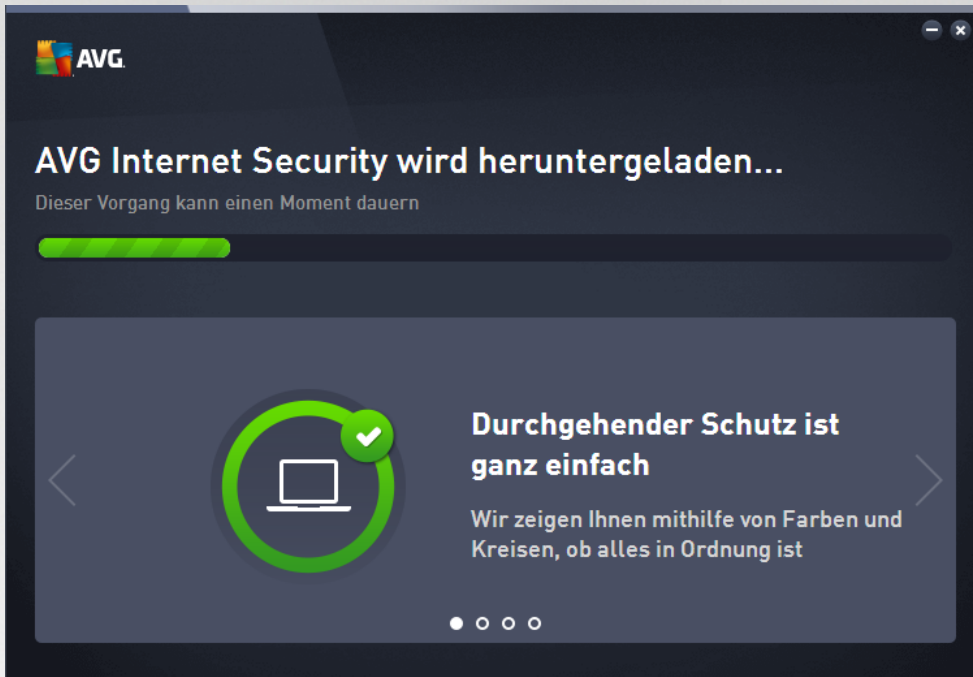 AVG
AVG Internet Security wird heruntergeladen...
Dieser Vorgang kann einen Moment dauern
Durchgehender Schutz ist
ganz einfach
Wir zeigen Ihnen mithilfe von Farben und
Kreisen, ob alles in Ordnung ist